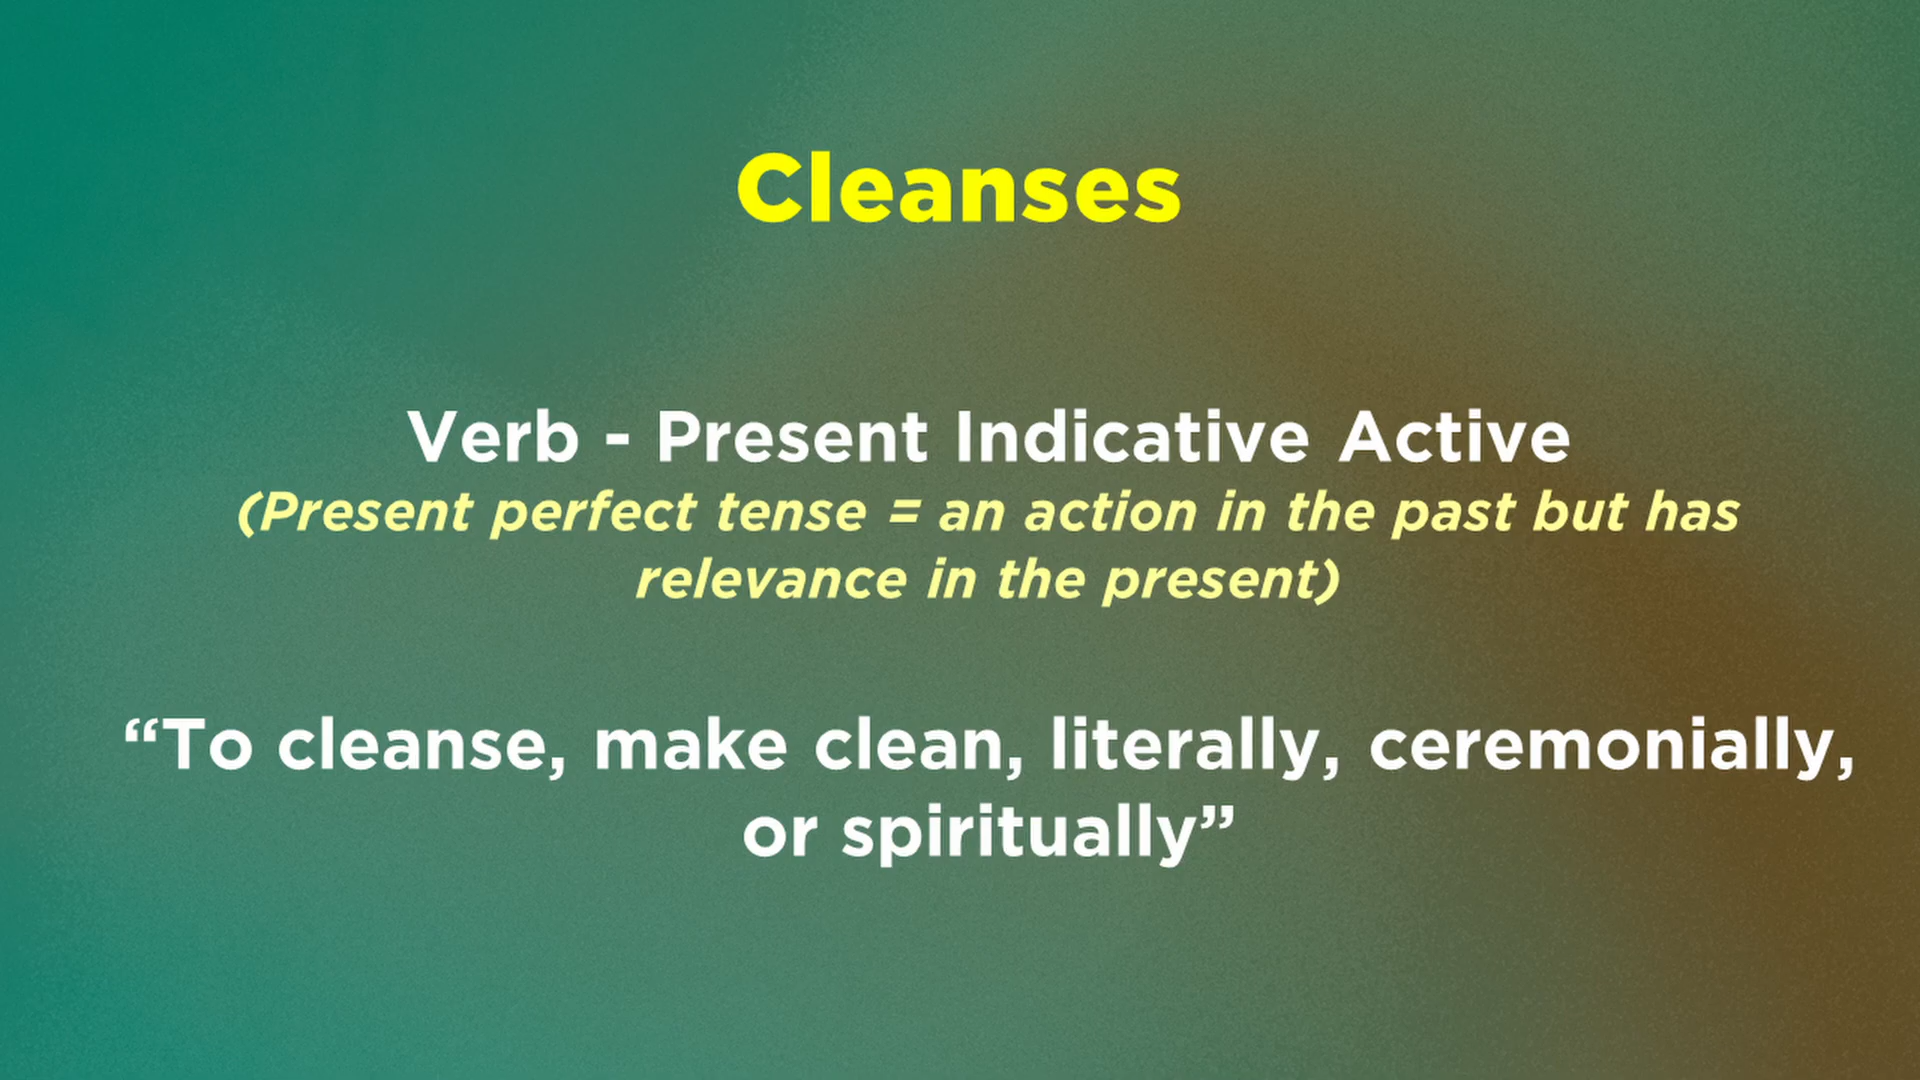 Cleanses
Verb - Present Indicative Active
(Present perfect tense = an action in the past but has
relevance in the present)
“To cleanse, make clean, literally, ceremonially,
or spiritually”